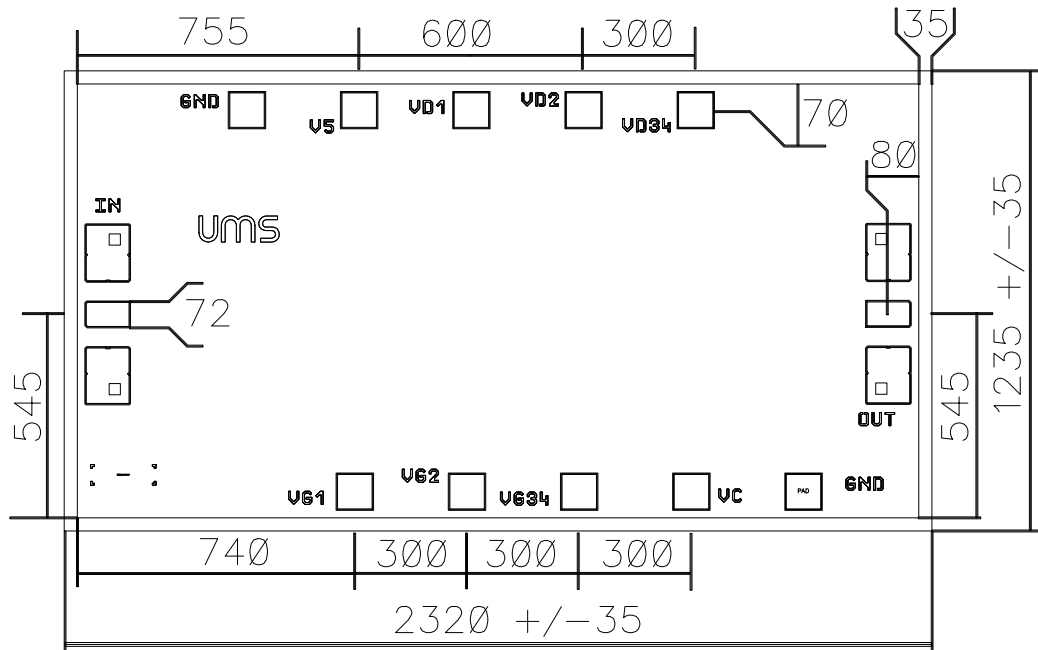 755 600 300 35
GND V5 VD1 VD2 VD34
70
80
IN
ums
72
1235 +/-35
545
545
OUT
VG1 VG2 VG34 VC PAD GND
740 300 300 300
2320 +/-35